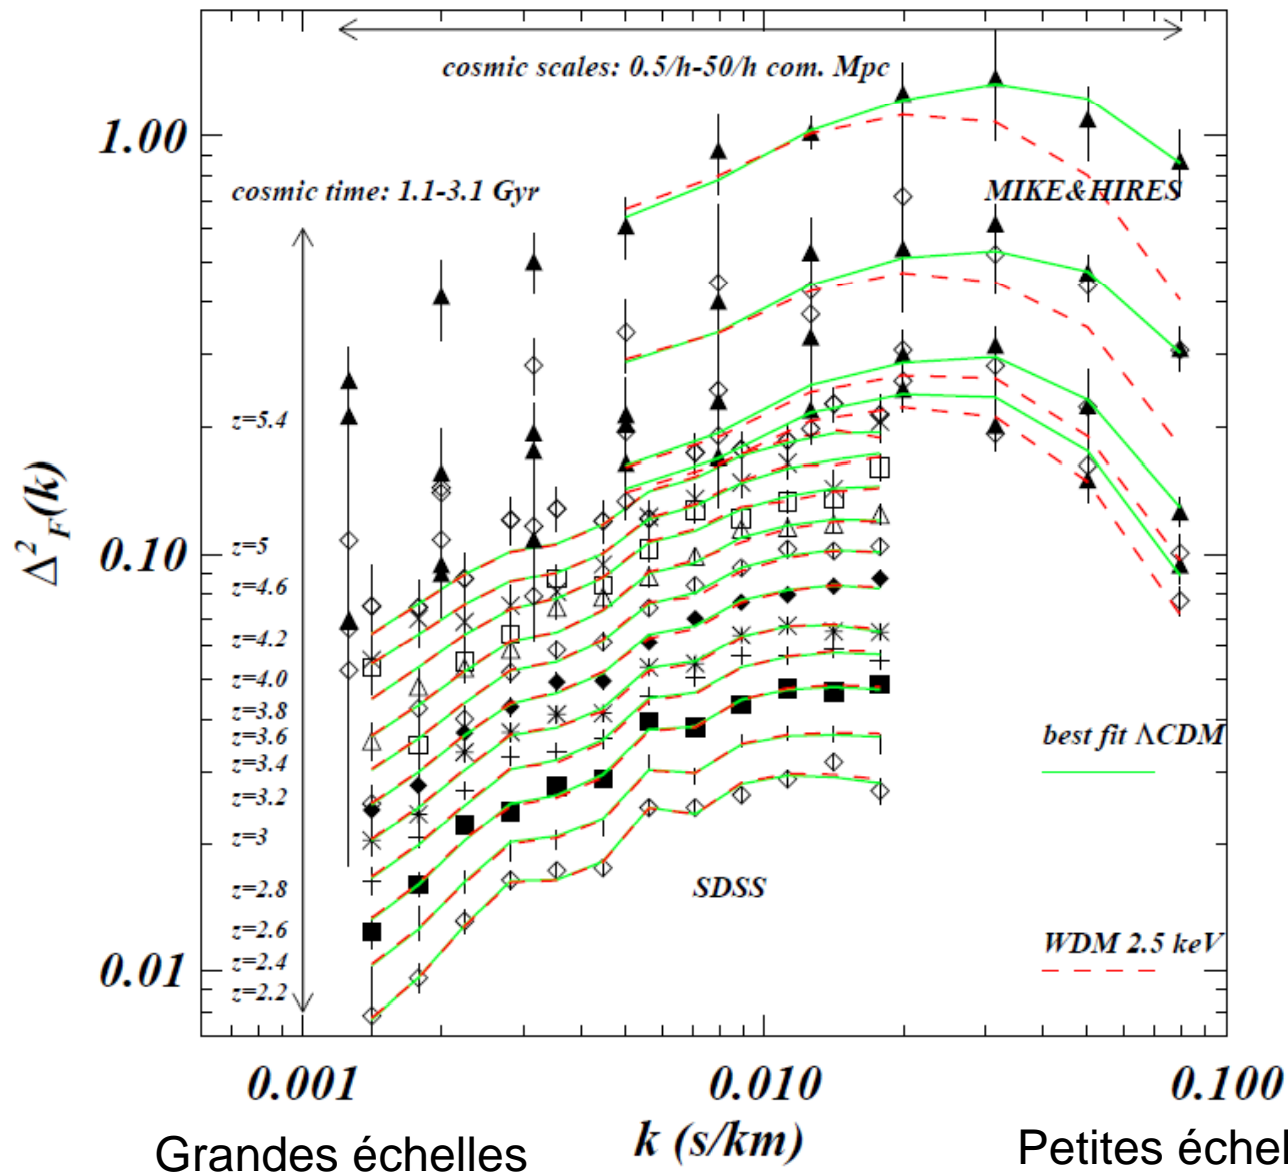 cosmic scales: 0.5/h-50/h com. Mpc
1.00
cosmic time: 1.1-3.1 Gyr
MIKE&HIRES
z=5.4
Δ²F(k)
0.10
z=5
z=4.6
z=4.2
z=4.0
z=3.8
z=3.6
z=3.4
z=3.2
z=3
z=2.8
z=2.6
z=2.4
z=2.2
best fit ΛCDM
SDSS
WDM 2.5 keV
0.01
0.001
0.010
0.100
k (s/km)
Grandes échelles
Petites échel